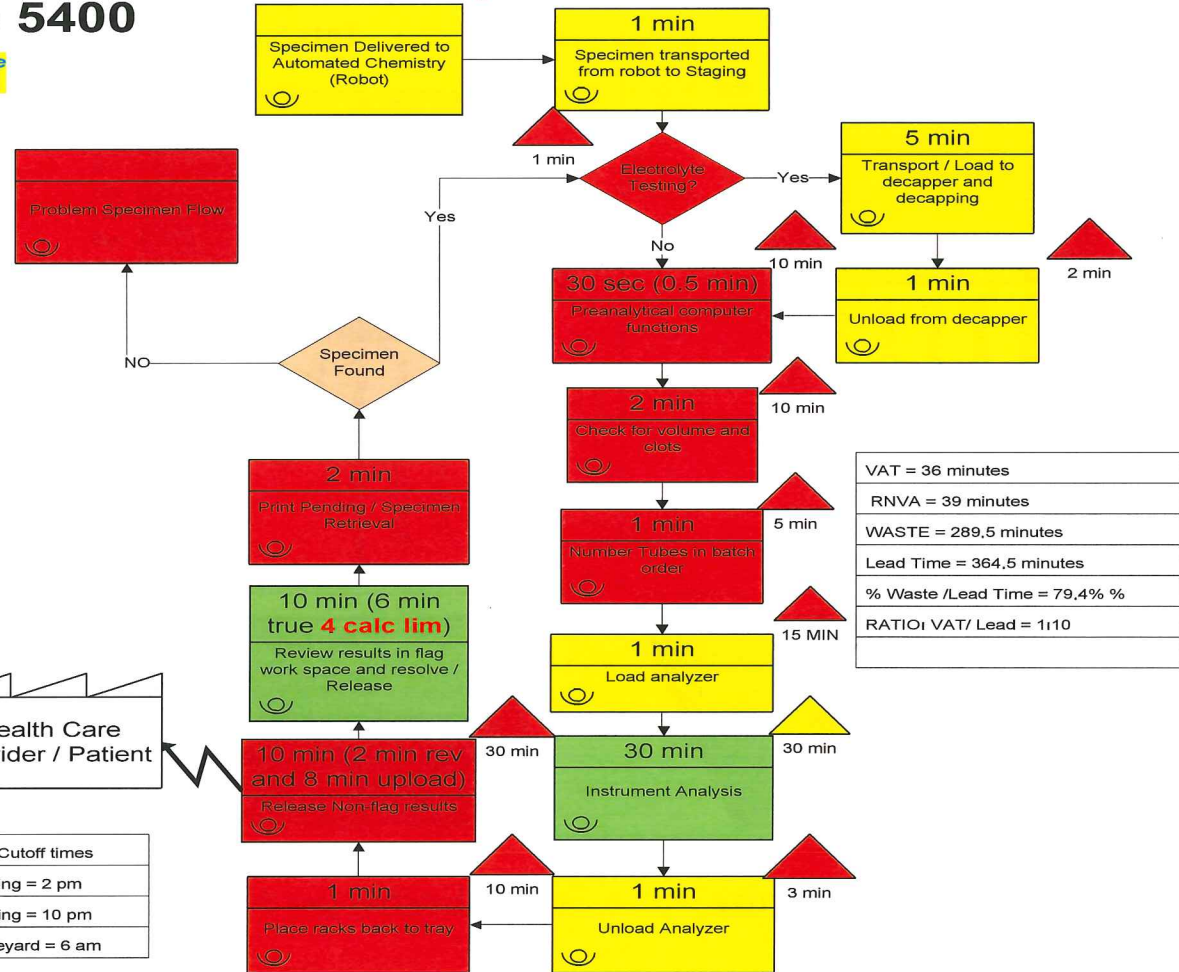 5400
e
Specimen Delivered to
Automated Chemistry
(Robot)
1 min
Specimen transported
from robot to Staging
1 min
Electrolyte
Testing?
Yes
5 min
Transport / Load to
decapper and
decapping
No
10 min
2 min
1 min
Unload from decapper
30 sec (0.5 min)
Preanalytical computer
functions
10 min
2 min
Check for volume and
clots
5 min
1 min
Number Tubes in batch
order
15 MIN
1 min
Load analyzer
30 min
30 min
Instrument Analysis
3 min
1 min
Unload Analyzer
10 min
1 min
Place racks back to tray
30 min
10 min (2 min rev
and 8 min upload)
Release Non-flag results
10 min (6 min
true 4 calc lim)
Review results in flag
work space and resolve /
Release
2 min
Print Pending / Specimen
Retrieval
Specimen
Found
Yes
NO
Problem Specimen Flow
VAT = 36 minutes
RNVA = 39 minutes
WASTE = 289,5 minutes
Lead Time = 364,5 minutes
% Waste /Lead Time = 79,4% %
RATIO: VAT/ Lead = 1:10
ealth Care
ider / Patient
Cutoff times
ng = 2 pm
ing = 10 pm
eyard = 6 am